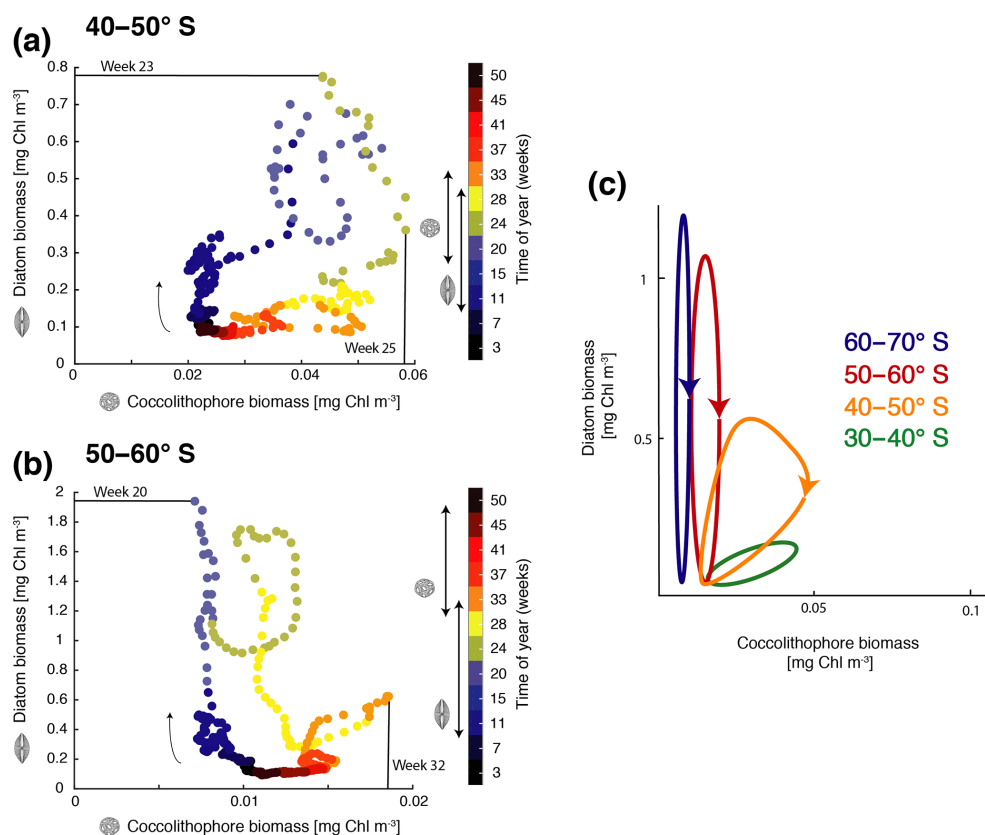 (a)
40–50° S
Diatom biomass [mg Chl m⁻³]
0.8
0.7
0.6
0.5
0.4
0.3
0.2
0.1
0
Week 23
Week 25
0
0.02
0.04
0.06
Coccolithophore biomass [mg Chl m⁻³]
50
45
41
37
33
28
24
20
15
11
7
3
Time of year (weeks)
(b)
50–60° S
Diatom biomass [mg Chl m⁻³]
2
1.8
1.6
1.4
1.2
1
0.8
0.6
0.4
0.2
0
Week 20
Week 32
0
0.01
0.02
Coccolithophore biomass [mg Chl m⁻³]
50
45
41
37
33
28
24
20
15
11
7
3
Time of year (weeks)
(c)
Diatom biomass
[mg Chl m⁻³]
1
0.5
60–70° S
50–60° S
40–50° S
30–40° S
0.05
0.1
Coccolithophore biomass
[mg Chl m⁻³]